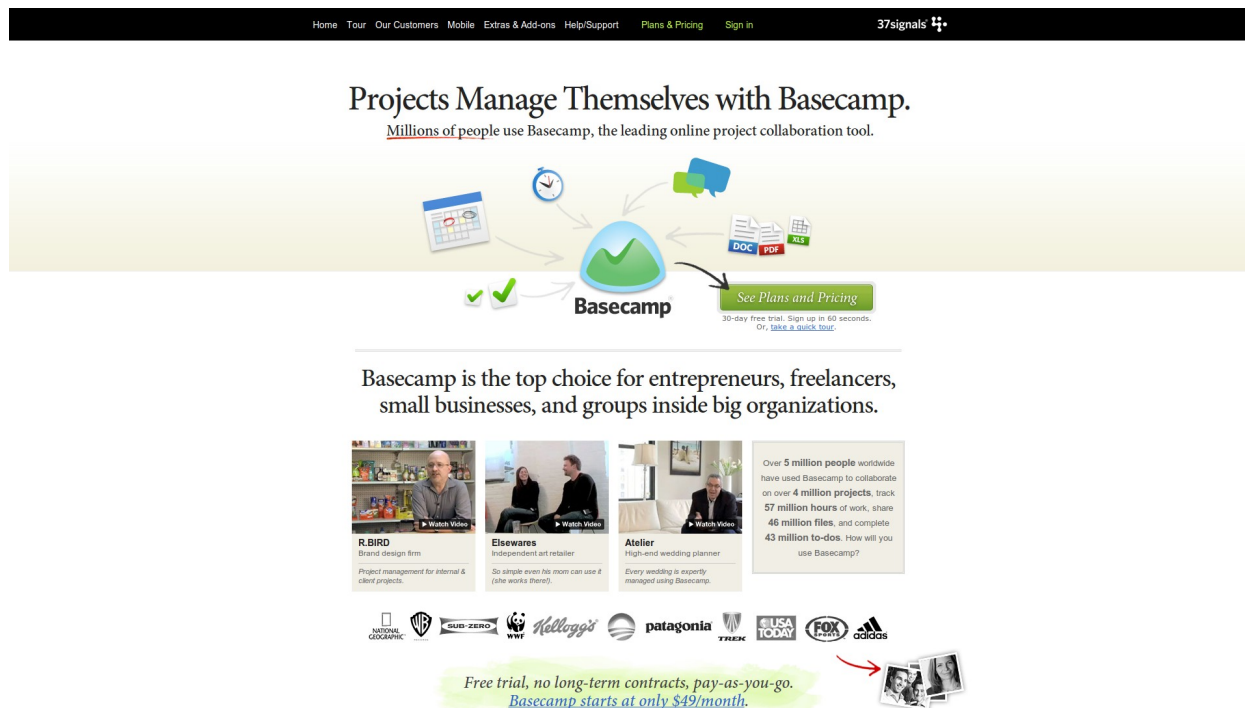 Home Tour Our Customers Mobile Extras & Add-ons Help/Support Plans & Pricing Sign in 37signals
Projects Manage Themselves with Basecamp.
Millions of people use Basecamp, the leading online project collaboration tool.
DOC PDF XLS
Basecamp
See Plans and Pricing
30-day free trial. Sign up in 60 seconds.
Or, take a quick tour.
Basecamp is the top choice for entrepreneurs, freelancers,
small businesses, and groups inside big organizations.
Watch Video
R.BIRD
Brand design firm
Project management for internal &
client projects.
Watch Video
Elsewares
Independent art retailer
So simple even his mom can use it
(she works there!).
Watch Video
Atelier
High-end wedding planner
Every wedding is expertly
managed using Basecamp.
Over 5 million people worldwide
have used Basecamp to collaborate
on over 4 million projects, track
57 million hours of work, share
46 million files, and complete
43 million to-dos. How will you
use Basecamp?
NATIONAL
GEOGRAPHIC
WB
SUB-ZERO
WWF
Kellogg's
patagonia
TREK
USA
TODAY
FOX
SPORTS
adidas
Free trial, no long-term contracts, pay-as-you-go.
Basecamp starts at only $49/month.